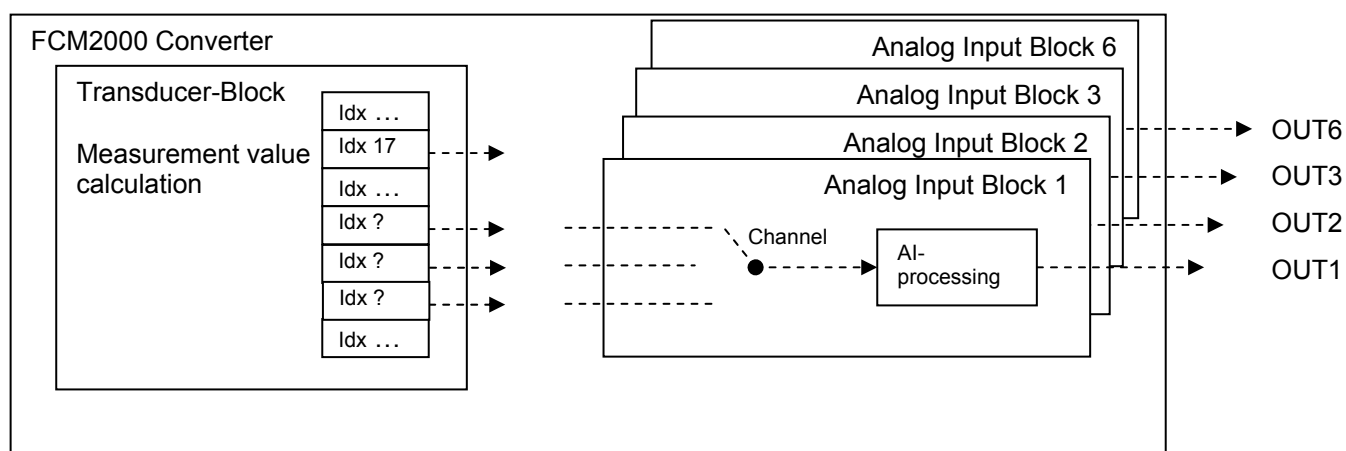 FCM2000 Converter
Transducer-Block
Measurement value
calculation
Idx ...
Idx 17
Idx ...
Idx ?
Idx ?
Idx ?
Idx ...
Analog Input Block 6
Analog Input Block 3
Analog Input Block 2
Analog Input Block 1
Channel
AI-
processing
OUT6
OUT3
OUT2
OUT1